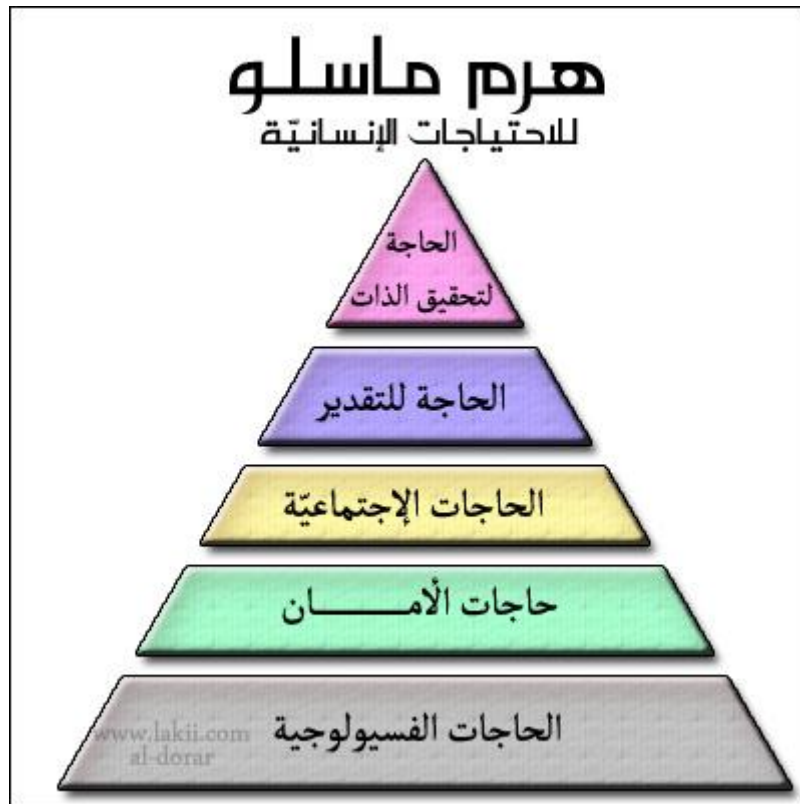 هرم ماسلو
للاحتياجات الإنسانيّة
الحاجة
لتحقيق الذات
الحاجة للتقدير
الحاجات الإجتماعيّة
حاجات الأمـــــــان
الحاجات الفسيولوجية
www.lakii.com
al-dorar